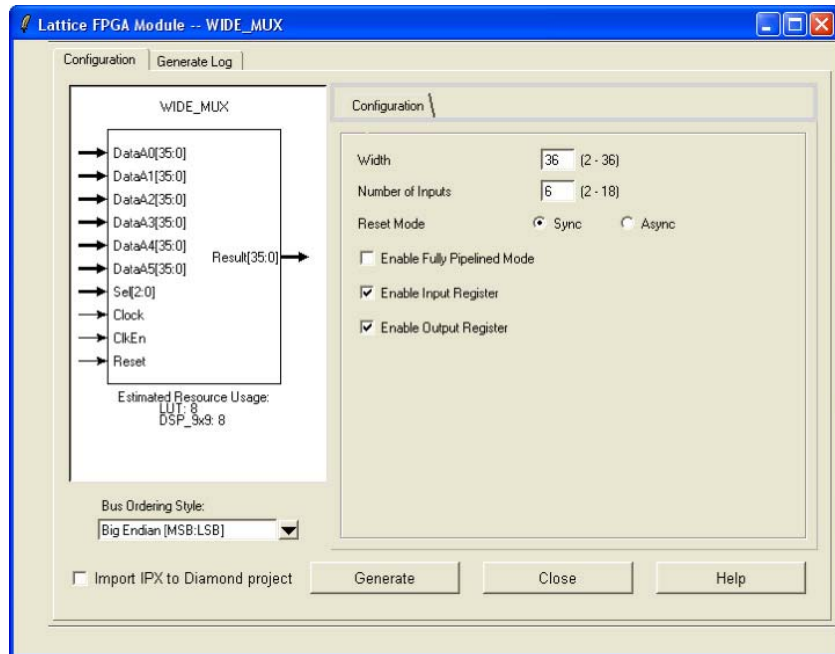 Lattice FPGA Module -- WIDE_MUX
Configuration Generate Log
WIDE_MUX
DataA0[35:0]
DataA1[35:0]
DataA2[35:0]
DataA3[35:0]
DataA4[35:0]
DataA5[35:0]
Sel[2:0]
Clock
ClkEn
Reset
Result[35:0]
Estimated Resource Usage:
LUT: 8
DSP_9x9: 8
Bus Ordering Style:
Big Endian [MSB:LSB]
Configuration
Width 36 (2 - 36)
Number of Inputs 6 (2 - 18)
Reset Mode Sync Async
Enable Fully Pipelined Mode
Enable Input Register
Enable Output Register
Import IPX to Diamond project Generate Close Help